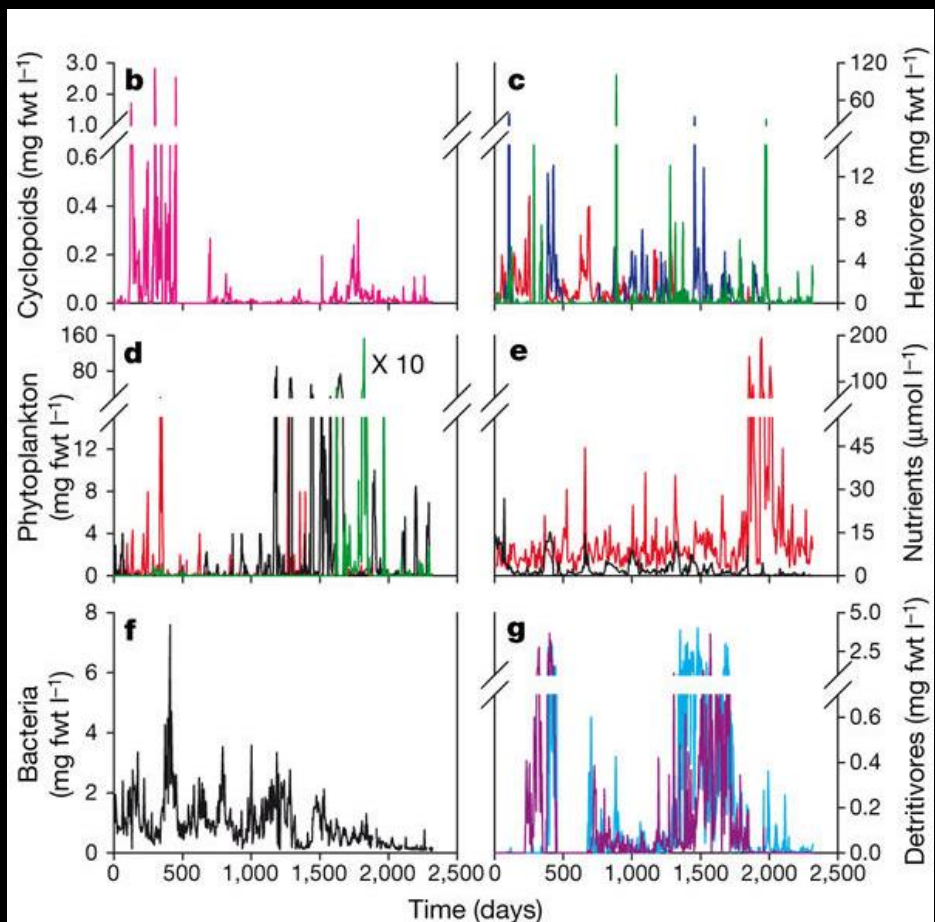 b
Cyclopoids (mg fwt l⁻¹)
3.0
2.0
1.0
0.6
0.4
0.2
0.0
c
Herbivores (mg fwt l⁻¹)
120
60
12
8
4
0
d
X 10
Phytoplankton
(mg fwt l⁻¹)
160
80
12
8
4
0
e
Nutrients (µmol l⁻¹)
200
100
45
30
15
0
f
Bacteria
(mg fwt l⁻¹)
8
6
4
2
0
0 500 1,000 1,500 2,000 2,500
g
Detritivores (mg fwt l⁻¹)
5.0
2.5
0.6
0.4
0.2
0.0
0 500 1,000 1,500 2,000 2,500
Time (days)